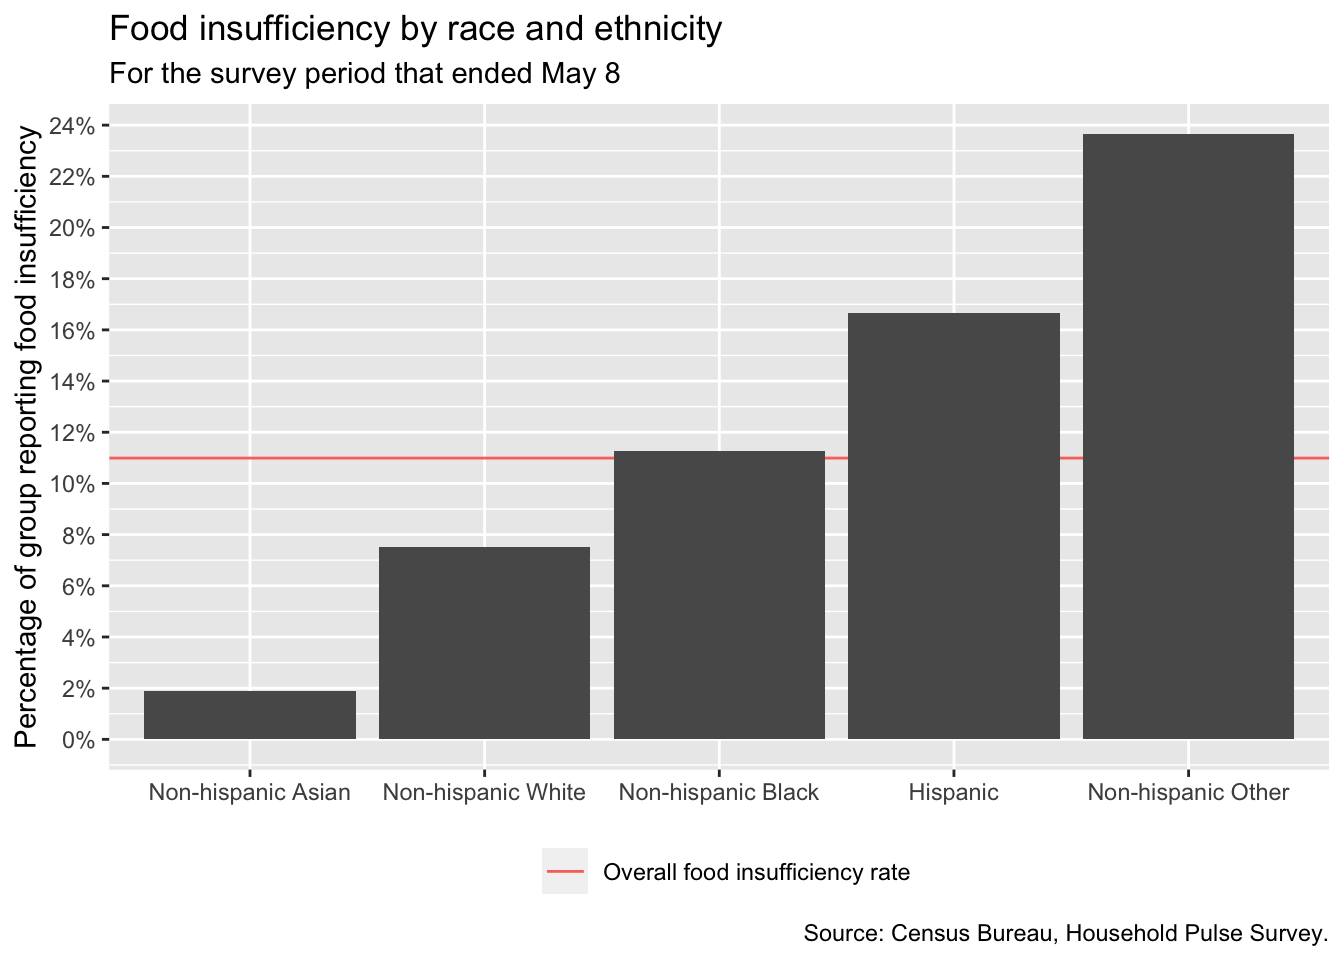 Food insufficiency by race and ethnicity
For the survey period that ended May 8
Percentage of group reporting food insufficiency
24%
22%
20%
18%
16%
14%
12%
10%
8%
6%
4%
2%
0%
Non-hispanic Asian
Non-hispanic White
Non-hispanic Black
Hispanic
Non-hispanic Other
Overall food insufficiency rate
Source: Census Bureau, Household Pulse Survey.